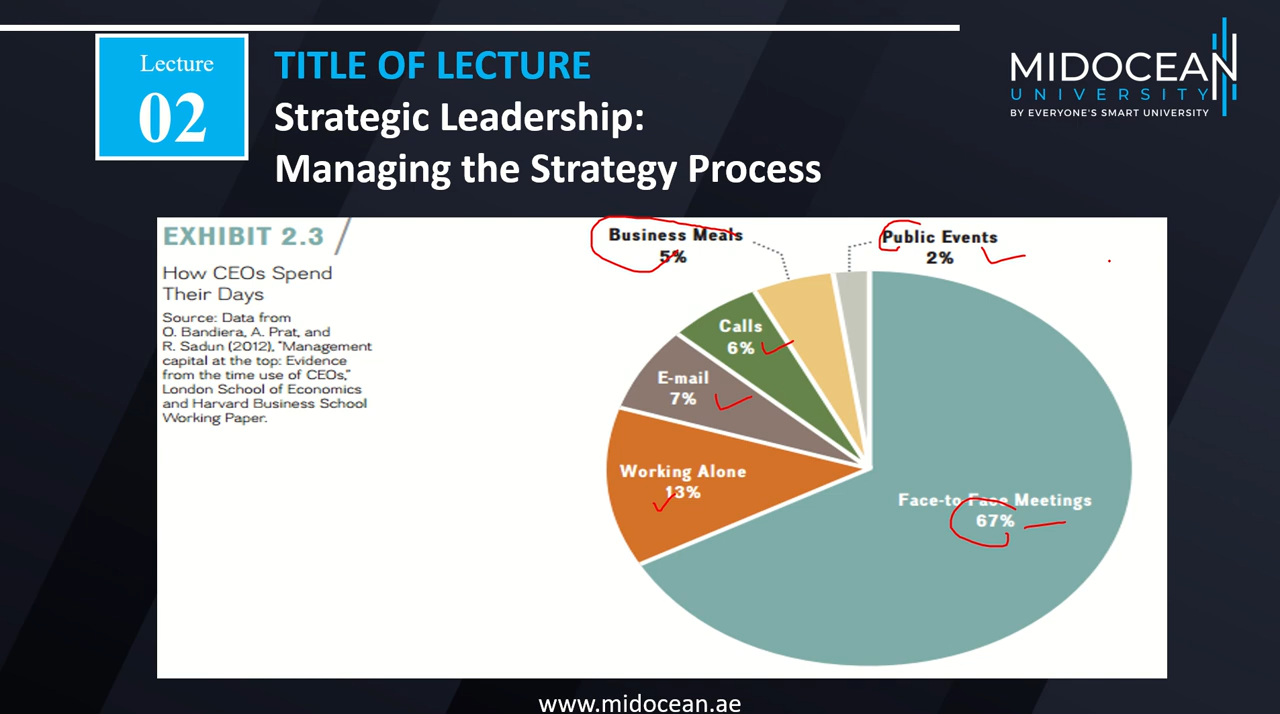 Lecture
02
TITLE OF LECTURE
Strategic Leadership:
Managing the Strategy Process
MIDOCEAN
UNIVERSITY
BY EVERYONE'S SMART UNIVERSITY
EXHIBIT 2.3
How CEOs Spend
Their Days
Source: Data from
O. Bandiera, A. Prat, and
R. Sadun (2012), "Management
capital at the top: Evidence
from the time use of CEOs,"
London School of Economics
and Harvard Business School
Working Paper.
Business Meals
5%
Public Events
2%
Calls
6%
E-mail
7%
Working Alone
13%
Face-to Face Meetings
67%
www.midocean.ae